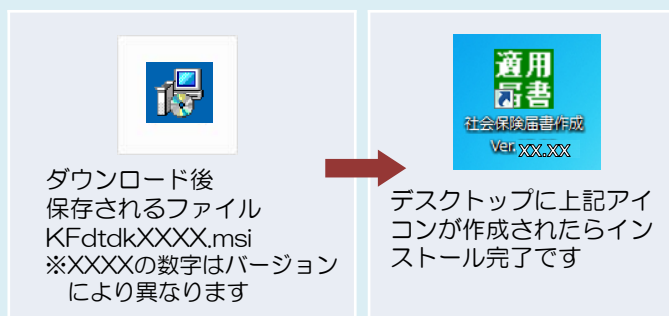 ダウンロード後
保存されるファイル
KFdtdkXXXX.msi
※XXXXの数字はバージョン
により異なります
適用
届書
社会保険届書作成
Ver.XX.XX
デスクトップに上記アイ
コンが作成されたらイン
ストール完了です